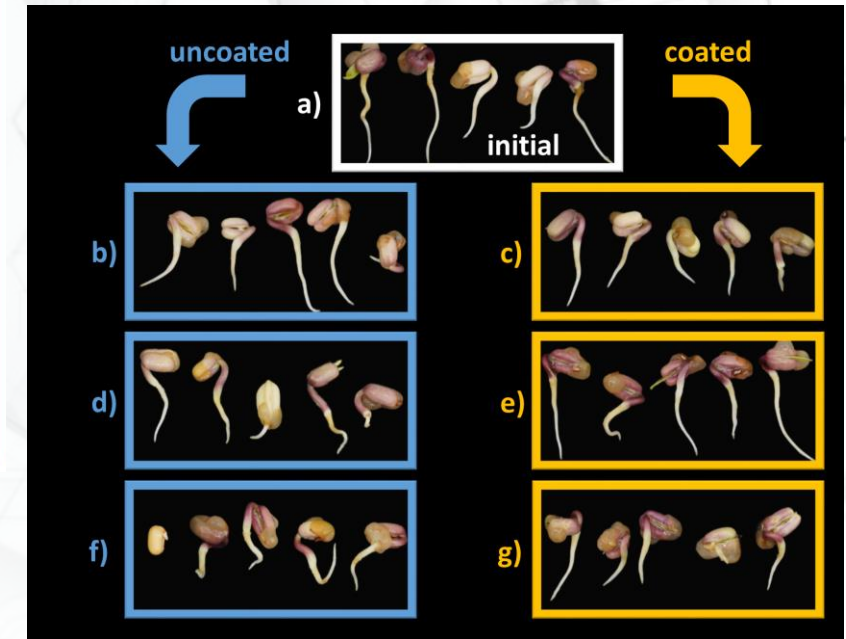 uncoated
coated
a)
initial
b)
c)
d)
e)
f)
g)